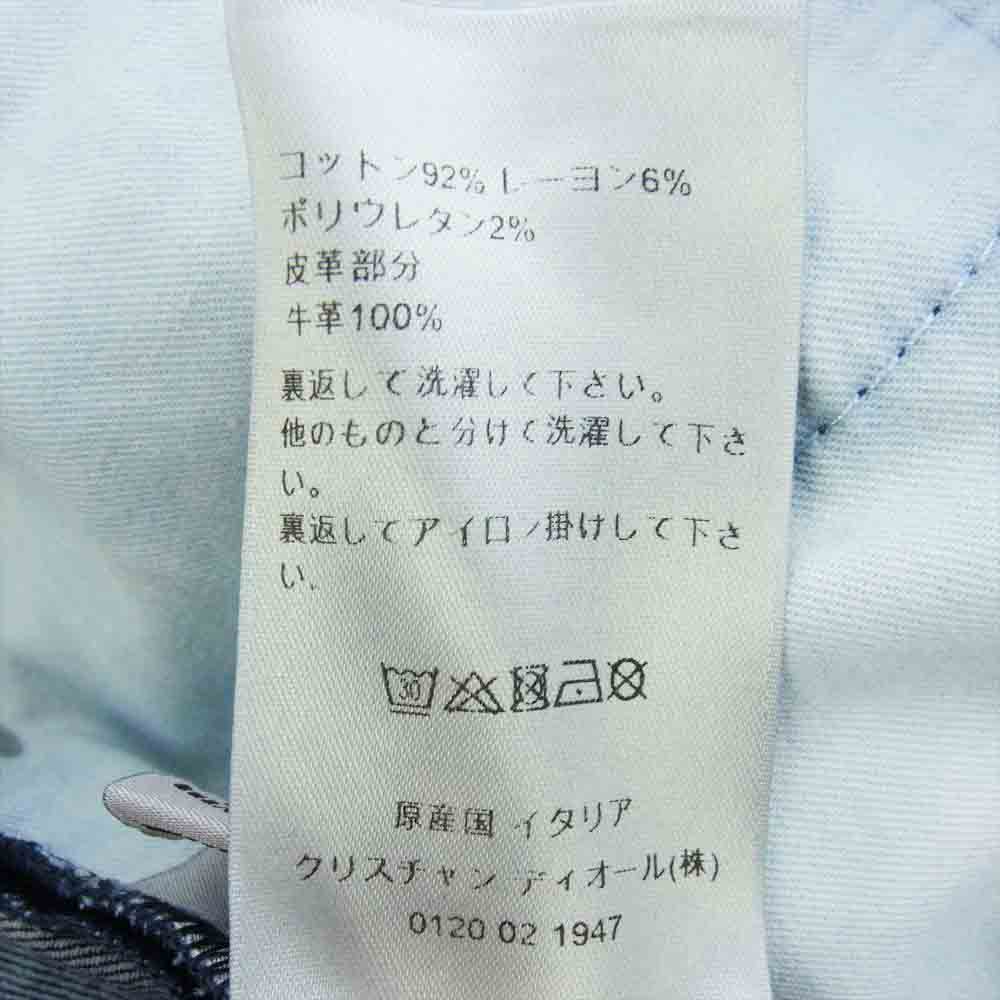 コットン92% レーヨン6%
ポリウレタン2%
皮革部分
牛革100%
裏返して洗濯して下さい。
他のものと分けて洗濯して下さ
い。
裏返してアイロン掛けして下さ
い.
30
原産国 イタリア
クリスチャン ディオール(株)
0120 02 1947